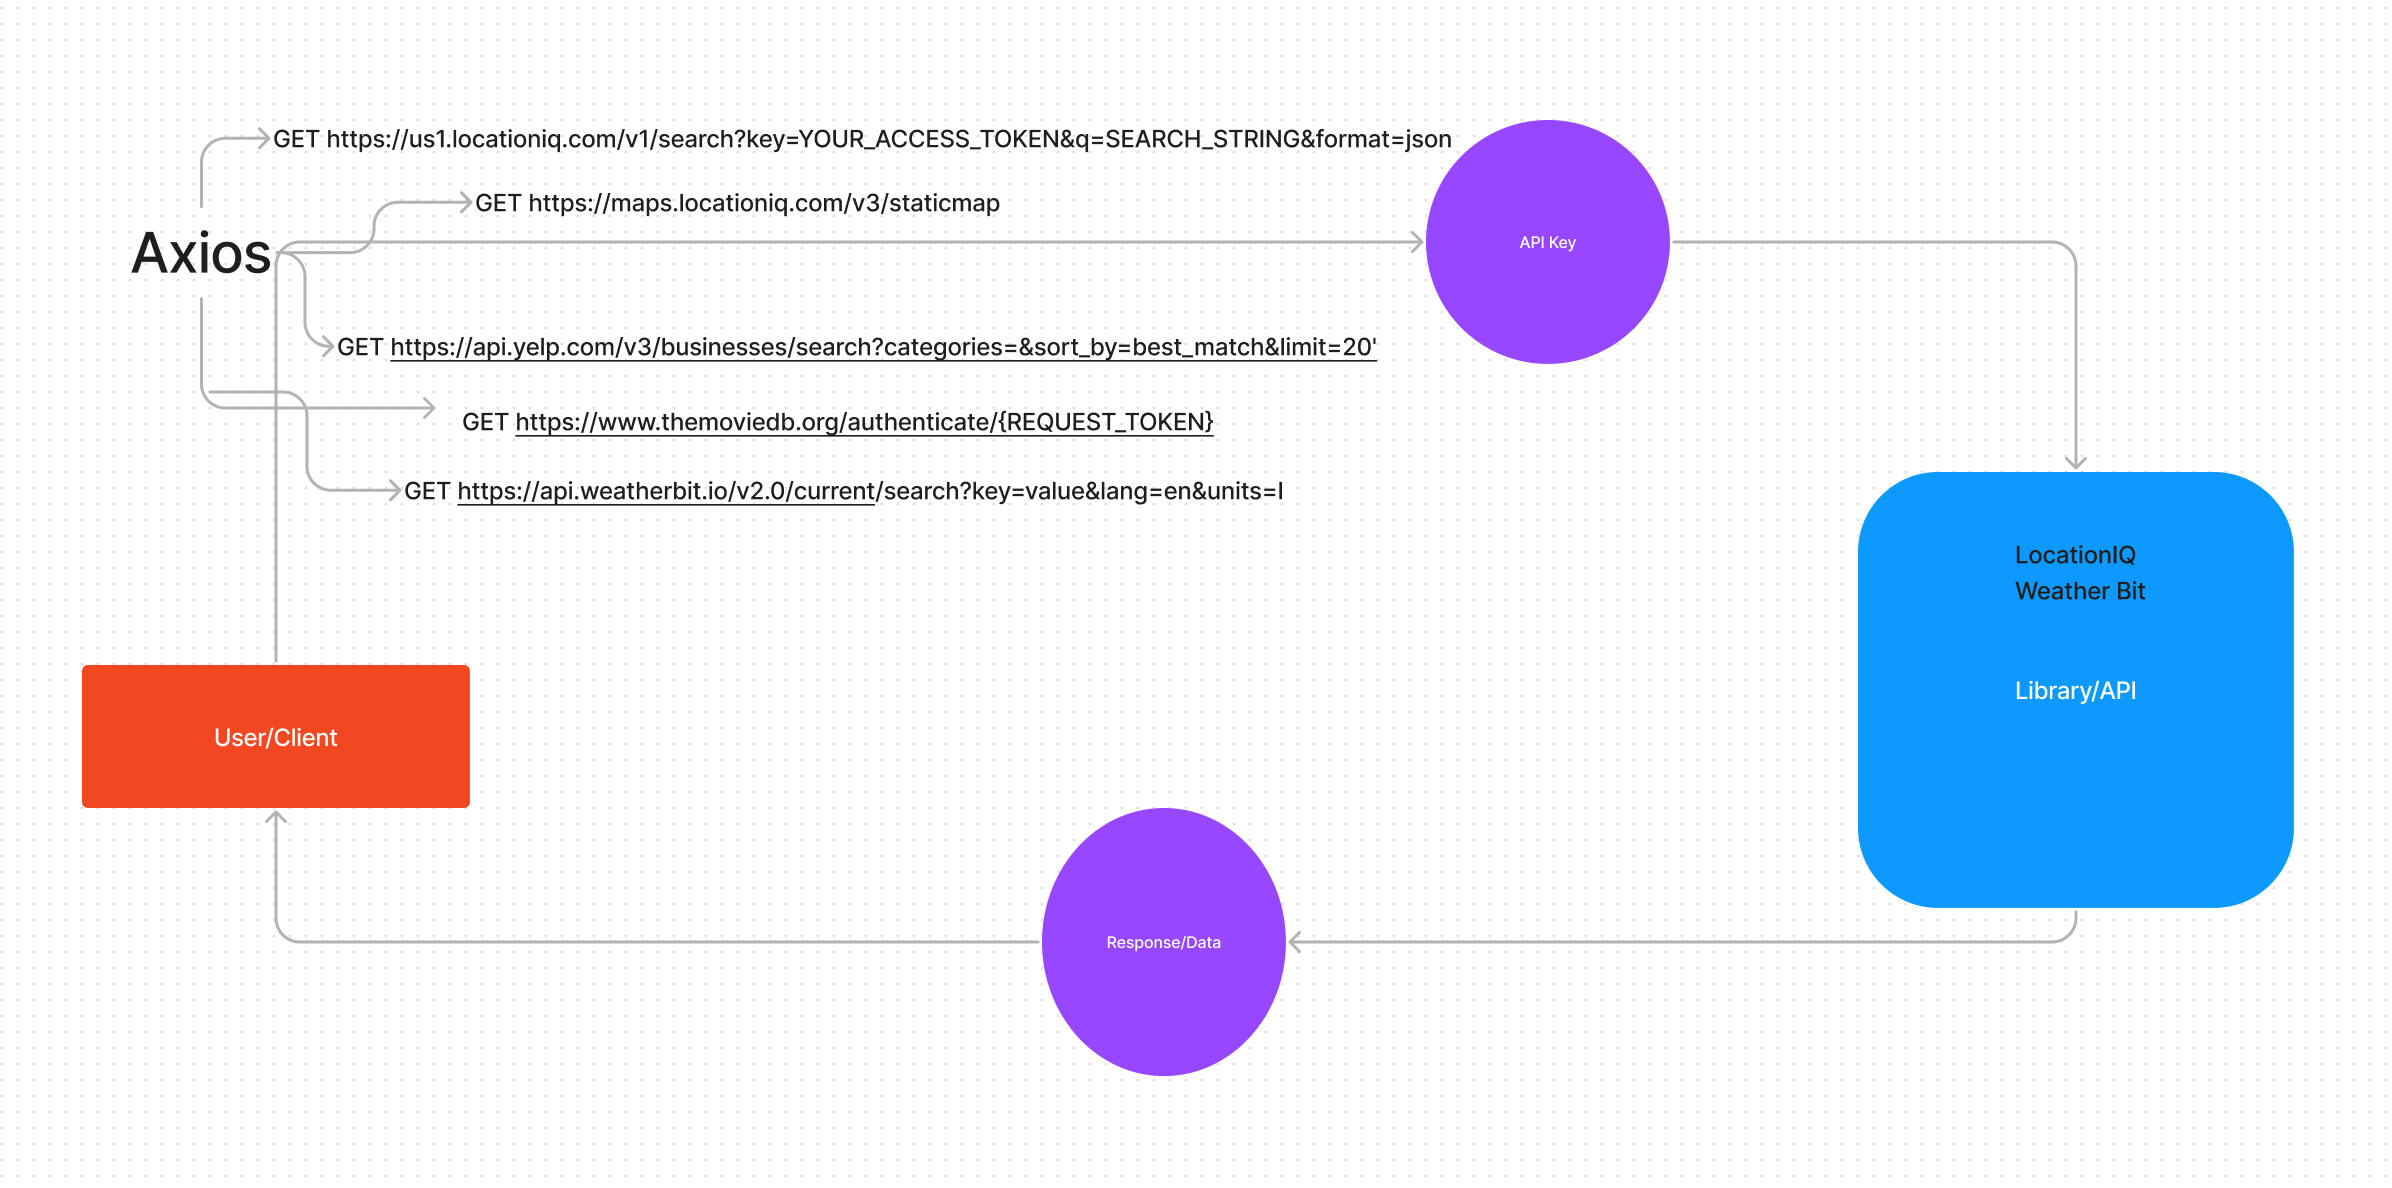 GET https://us1.locationiq.com/v1/search?key=YOUR_ACCESS_TOKEN&q=SEARCH_STRING&format=json
GET https://maps.locationiq.com/v3/staticmap
Axios
API Key
GET https://api.yelp.com/v3/businesses/search?categories=&sort_by=best_match&limit=20'
GET https://www.themoviedb.org/authenticate/{REQUEST_TOKEN}
GET https://api.weatherbit.io/v2.0/current/search?key=value&lang=en&units=I
LocationIQ
Weather Bit
Library/API
User/Client
Response/Data